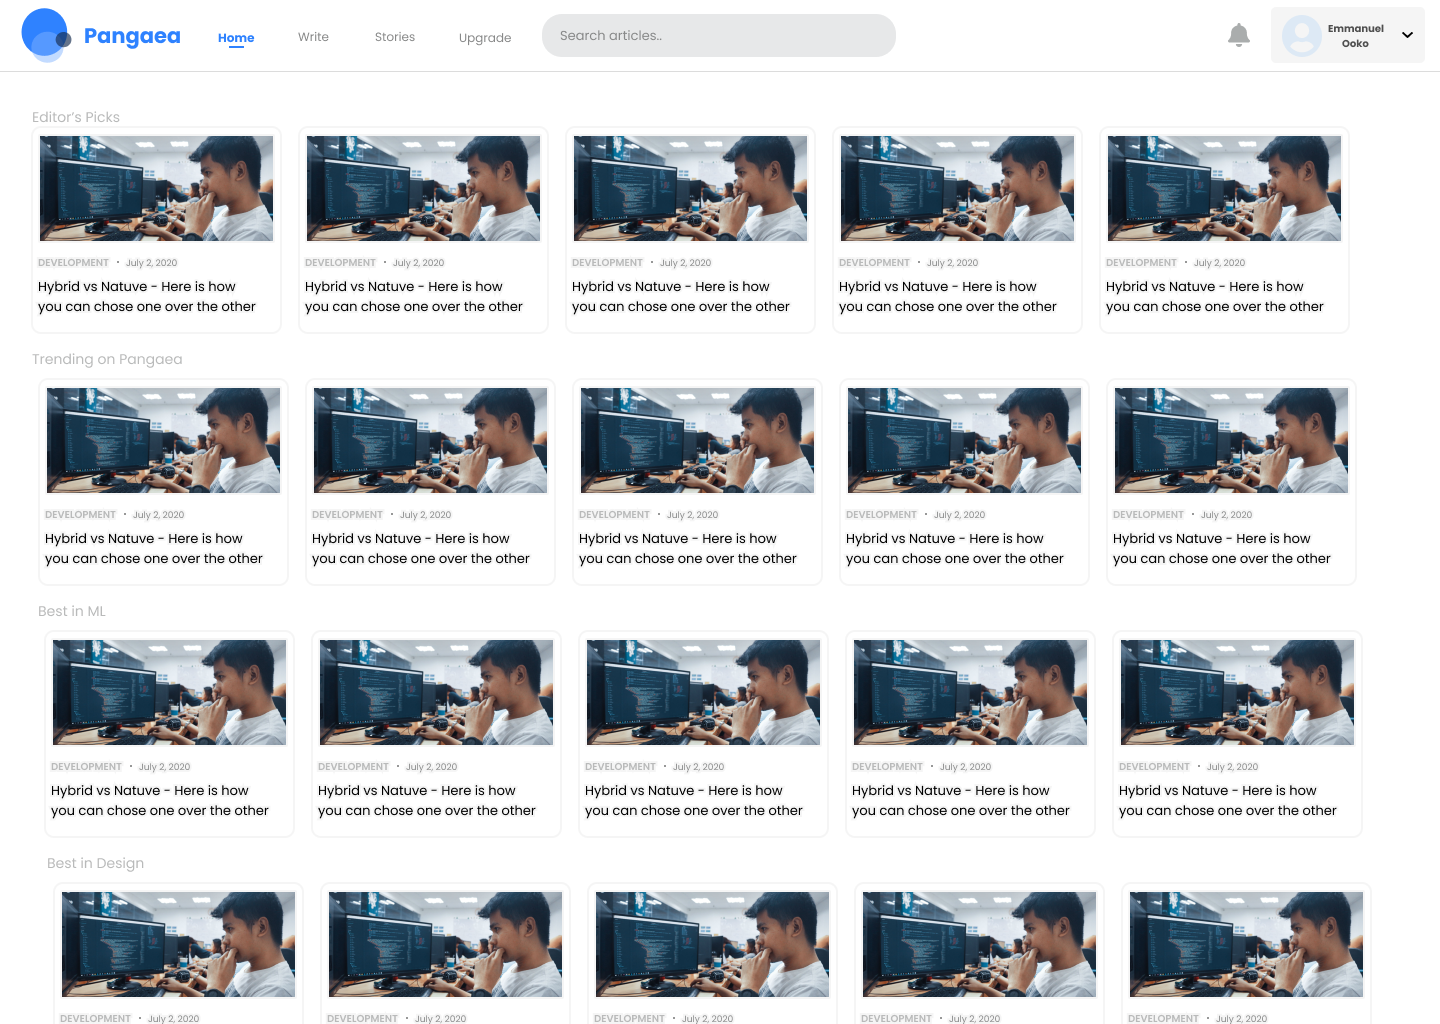 Pangaea
Home
Write
Stories
Upgrade
Search articles..
Emmanuel
Ooko
Editor's Picks
DEVELOPMENT • July 2, 2020
Hybrid vs Natuve - Here is how
you can chose one over the other
DEVELOPMENT • July 2, 2020
Hybrid vs Natuve - Here is how
you can chose one over the other
DEVELOPMENT • July 2, 2020
Hybrid vs Natuve - Here is how
you can chose one over the other
DEVELOPMENT • July 2, 2020
Hybrid vs Natuve - Here is how
you can chose one over the other
DEVELOPMENT • July 2, 2020
Hybrid vs Natuve - Here is how
you can chose one over the other
Trending on Pangaea
DEVELOPMENT • July 2, 2020
Hybrid vs Natuve - Here is how
you can chose one over the other
DEVELOPMENT • July 2, 2020
Hybrid vs Natuve - Here is how
you can chose one over the other
DEVELOPMENT • July 2, 2020
Hybrid vs Natuve - Here is how
you can chose one over the other
DEVELOPMENT • July 2, 2020
Hybrid vs Natuve - Here is how
you can chose one over the other
DEVELOPMENT • July 2, 2020
Hybrid vs Natuve - Here is how
you can chose one over the other
Best in ML
DEVELOPMENT • July 2, 2020
Hybrid vs Natuve - Here is how
you can chose one over the other
DEVELOPMENT • July 2, 2020
Hybrid vs Natuve - Here is how
you can chose one over the other
DEVELOPMENT • July 2, 2020
Hybrid vs Natuve - Here is how
you can chose one over the other
DEVELOPMENT • July 2, 2020
Hybrid vs Natuve - Here is how
you can chose one over the other
DEVELOPMENT • July 2, 2020
Hybrid vs Natuve - Here is how
you can chose one over the other
Best in Design
DEVELOPMENT • July 2, 2020
DEVELOPMENT • July 2, 2020
DEVELOPMENT • July 2, 2020
DEVELOPMENT • July 2, 2020
DEVELOPMENT • July 2, 2020